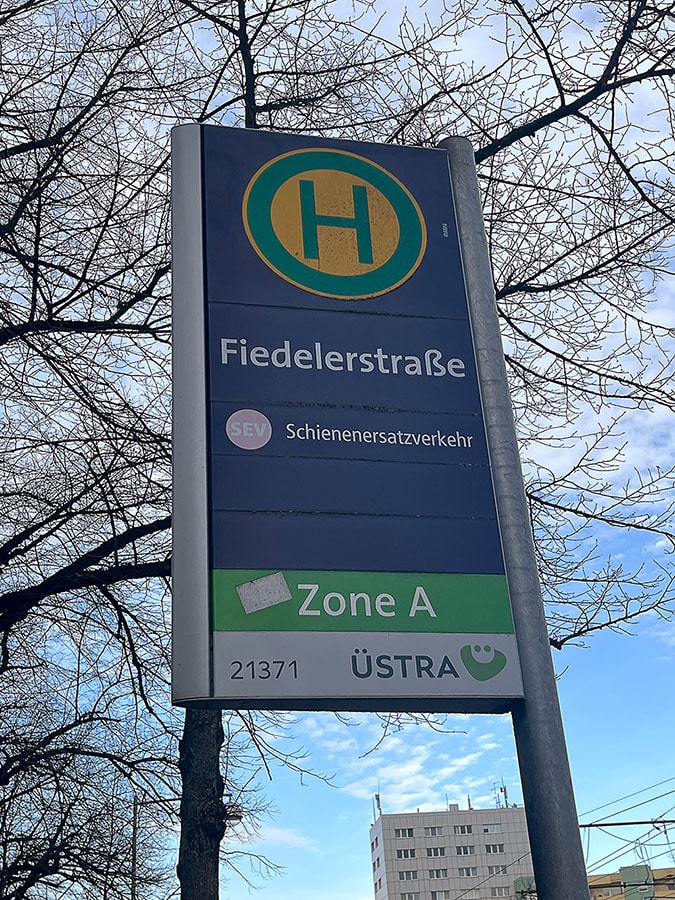 H
Fiedelerstraße
SEV Schienenersatzverkehr
Zone A
21371 ÜSTRA